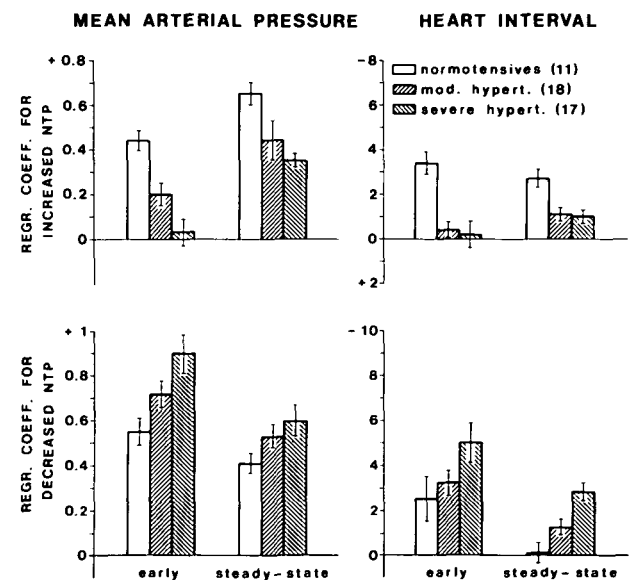 MEAN ARTERIAL PRESSURE
HEART INTERVAL
REGR. COEFF. FOR
INCREASED NTP
+ 0.8
0.6
0.4
0.2
0
-8
6
4
2
0
+2
normotensives (11)
mod. hypert. (18)
severe hypert. (17)
REGR. COEFF. FOR
DECREASED NTP
+ 1
0.8
0.6
0.4
0.2
0
- 10
8
6
4
2
0
early
steady-state
early
steady-state